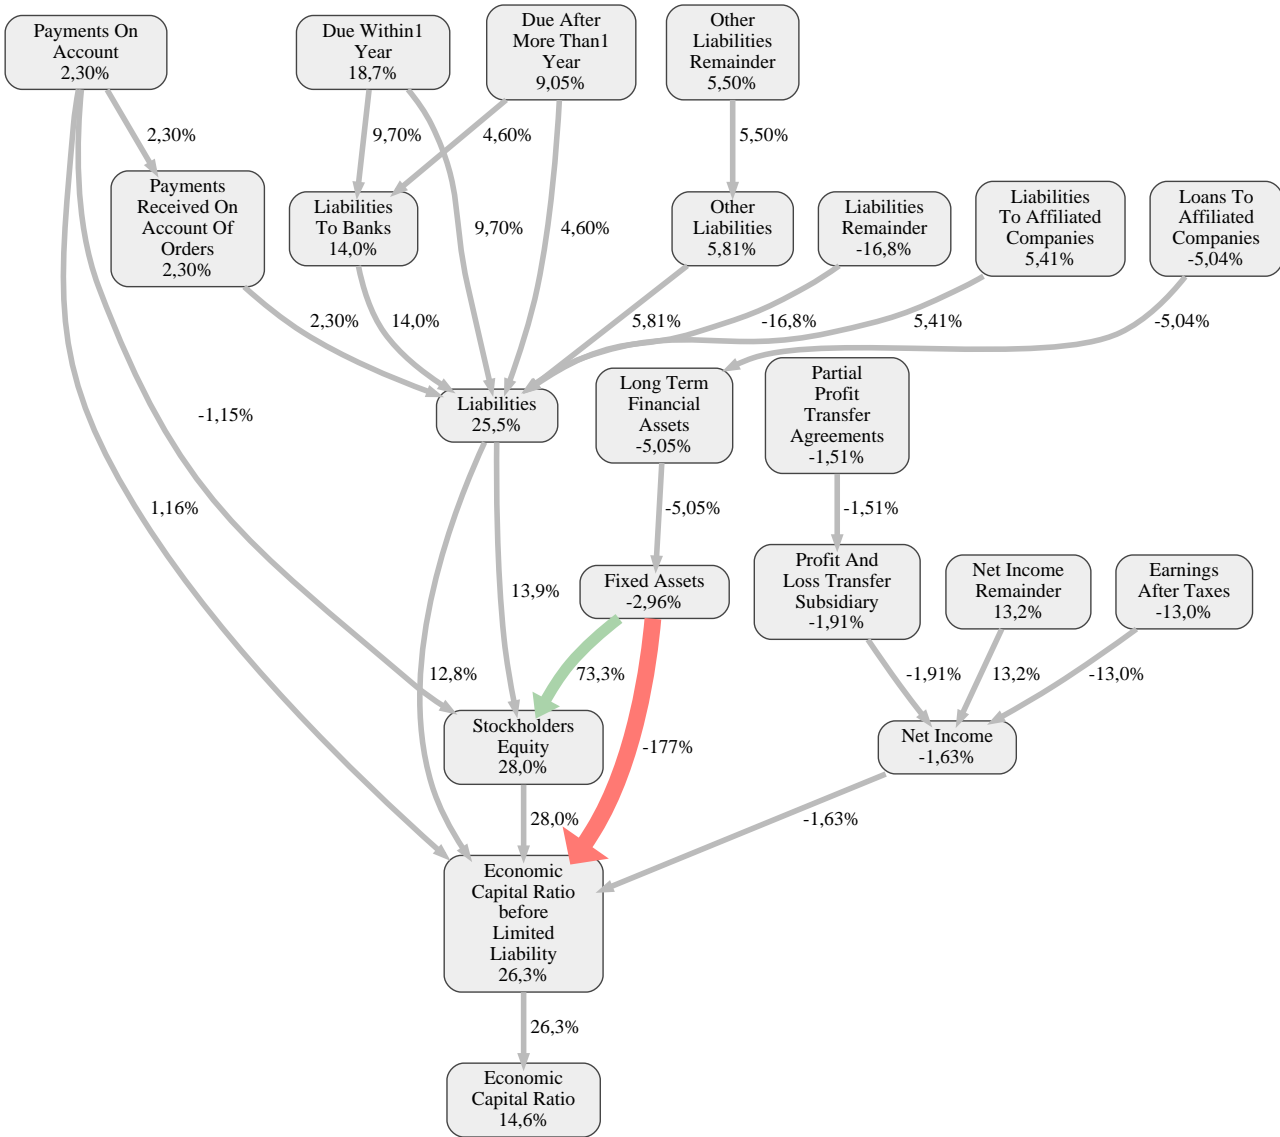 Payments On
Account
2,30%
Due Within1
Year
18,7%
Due After
More Than1
Year
9,05%
Other
Liabilities
Remainder
5,50%
2,30%
9,70%
4,60%
5,50%
Payments
Received On
Account Of
Orders
2,30%
Liabilities
To Banks
14,0%
9,70%
4,60%
Other
Liabilities
5,81%
Liabilities
Remainder
-16,8%
Liabilities
To Affiliated
Companies
5,41%
Loans To
Affiliated
Companies
-5,04%
2,30%
14,0%
5,81%
-16,8%
5,41%
-5,04%
-1,15%
Liabilities
25,5%
Long Term
Financial
Assets
-5,05%
Partial
Profit
Transfer
Agreements
-1,51%
1,16%
-5,05%
-1,51%
13,9%
Fixed Assets
-2,96%
Profit And
Loss Transfer
Subsidiary
-1,91%
Net Income
Remainder
13,2%
Earnings
After Taxes
-13,0%
12,8%
73,3%
-1,91%
13,2%
-13,0%
Stockholders
Equity
28,0%
-177%
Net Income
-1,63%
28,0%
-1,63%
Economic
Capital Ratio
before
Limited
Liability
26,3%
26,3%
Economic
Capital Ratio
14,6%